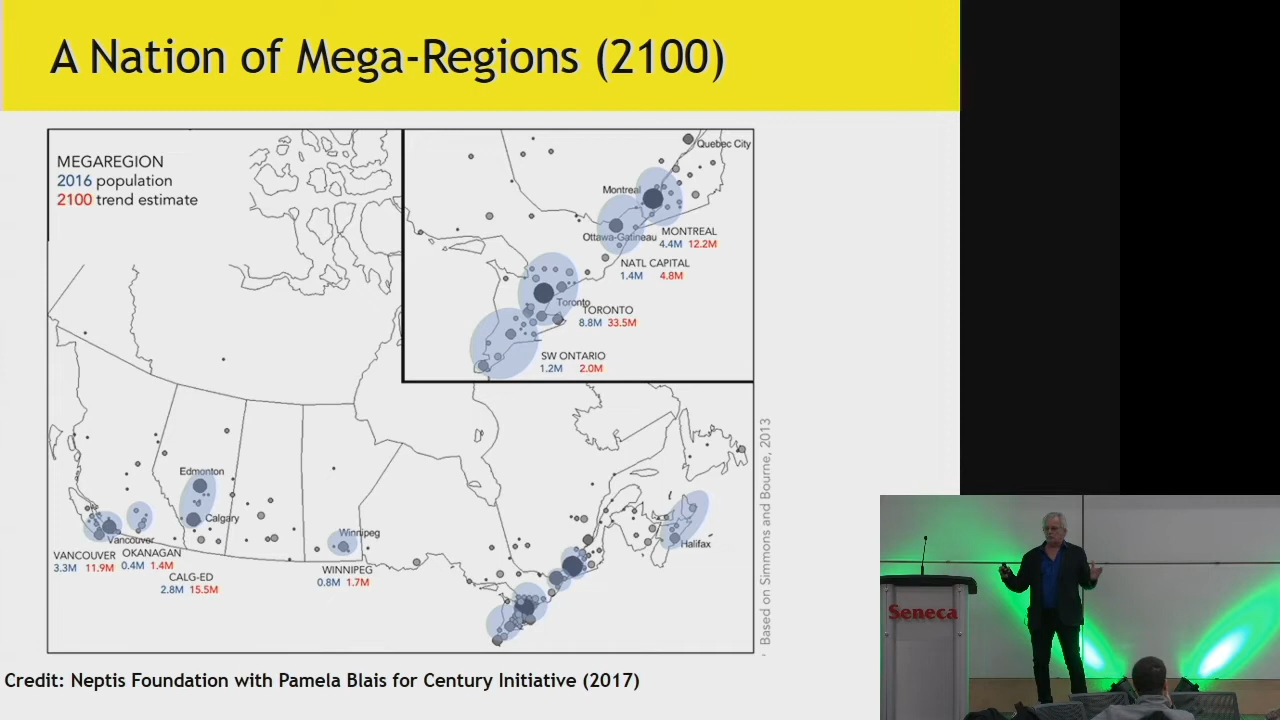 A Nation of Mega-Regions (2100)
MEGAREGION
2016 population
2100 trend estimate
Quebec City
Montreal
Ottawa-Gatineau
MONTREAL
4.4M 12.2M
NATL CAPITAL
1.4M 4.8M
Toronto
TORONTO
8.8M 33.5M
SW ONTARIO
1.2M 2.0M
Edmonton
Calgary
Vancouver
VANCOUVER
3.3M 11.9M
OKANAGAN
0.4M 1.4M
CALG-ED
2.8M 15.5M
Winnipeg
WINNIPEG
0.8M 1.7M
Halifax
Based on Simmons and Bourne, 2013
Credit: Neptis Foundation with Pamela Blais for Century Initiative (2017)
Seneca